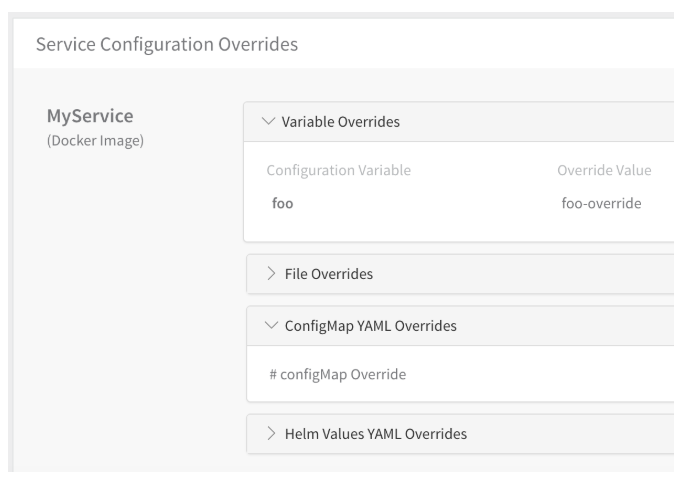 Service Configuration Overrides
MyService
(Docker Image)
Variable Overrides
Configuration Variable Override Value
foo foo-override
File Overrides
ConfigMap YAML Overrides
# configMap Override
Helm Values YAML Overrides